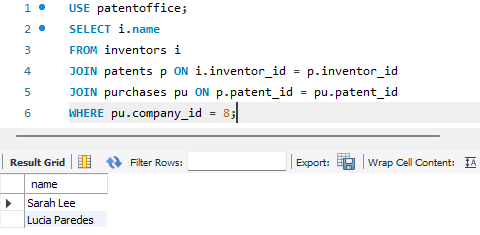 1 USE patentoffice;
2 SELECT i.name
3 FROM inventors i
4 JOIN patents p ON i.inventor_id = p.inventor_id
5 JOIN purchases pu ON p.patent_id = pu.patent_id
6 WHERE pu.company_id = 8;
Result Grid Filter Rows: Export: Wrap Cell Content: IA
name
Sarah Lee
Lucia Paredes